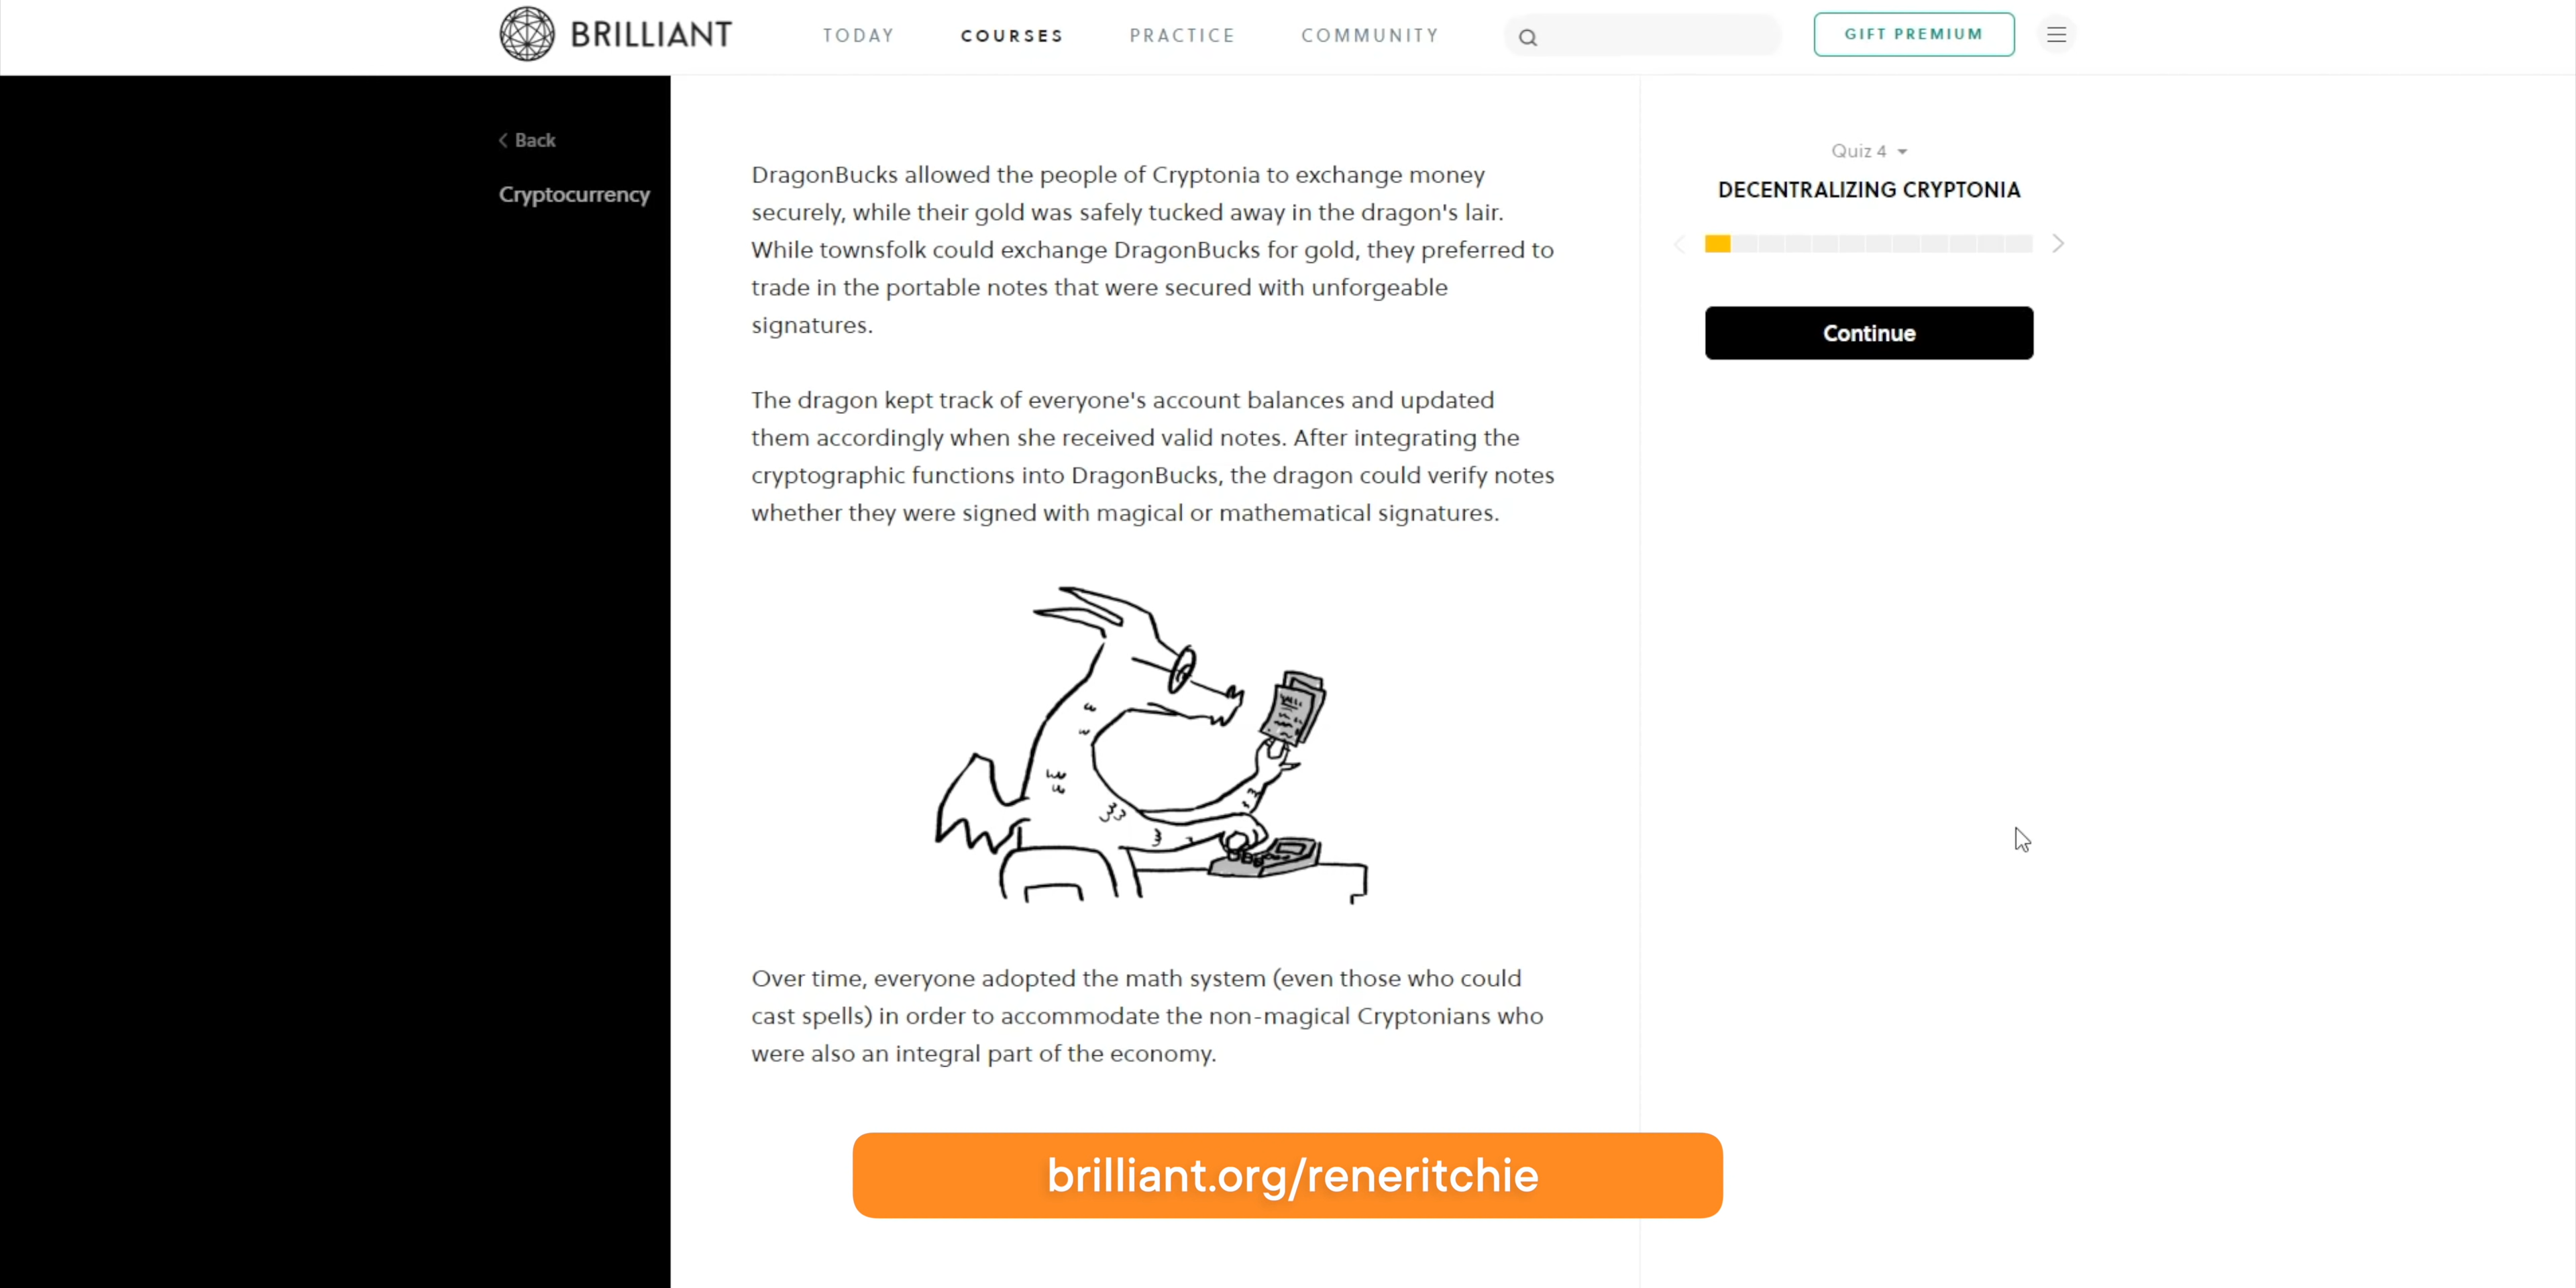 BRILLIANT
TODAY
COURSES
PRACTICE
COMMUNITY
GIFT PREMIUM
Back
Cryptocurrency
DragonBucks allowed the people of Cryptonia to exchange money
securely, while their gold was safely tucked away in the dragon's lair.
While townsfolk could exchange DragonBucks for gold, they preferred to
trade in the portable notes that were secured with unforgeable
signatures.
The dragon kept track of everyone's account balances and updated
them accordingly when she received valid notes. After integrating the
cryptographic functions into DragonBucks, the dragon could verify notes
whether they were signed with magical or mathematical signatures.
Over time, everyone adopted the math system (even those who could
cast spells) in order to accommodate the non-magical Cryptonians who
were also an integral part of the economy.
Quiz 4
DECENTRALIZING CRYPTONIA
Continue
brilliant.org/reneritchie